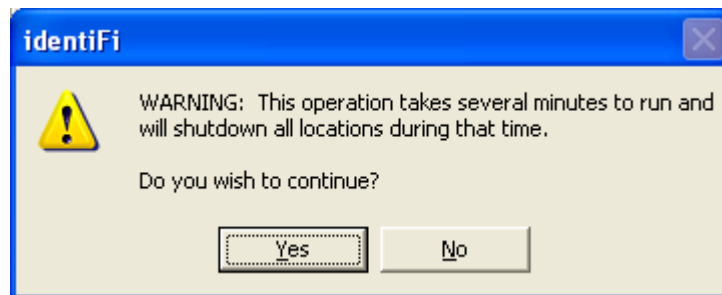 identiFi
WARNING:  This operation takes several minutes to run and
will shutdown all locations during that time.
Do you wish to continue?
Yes
No